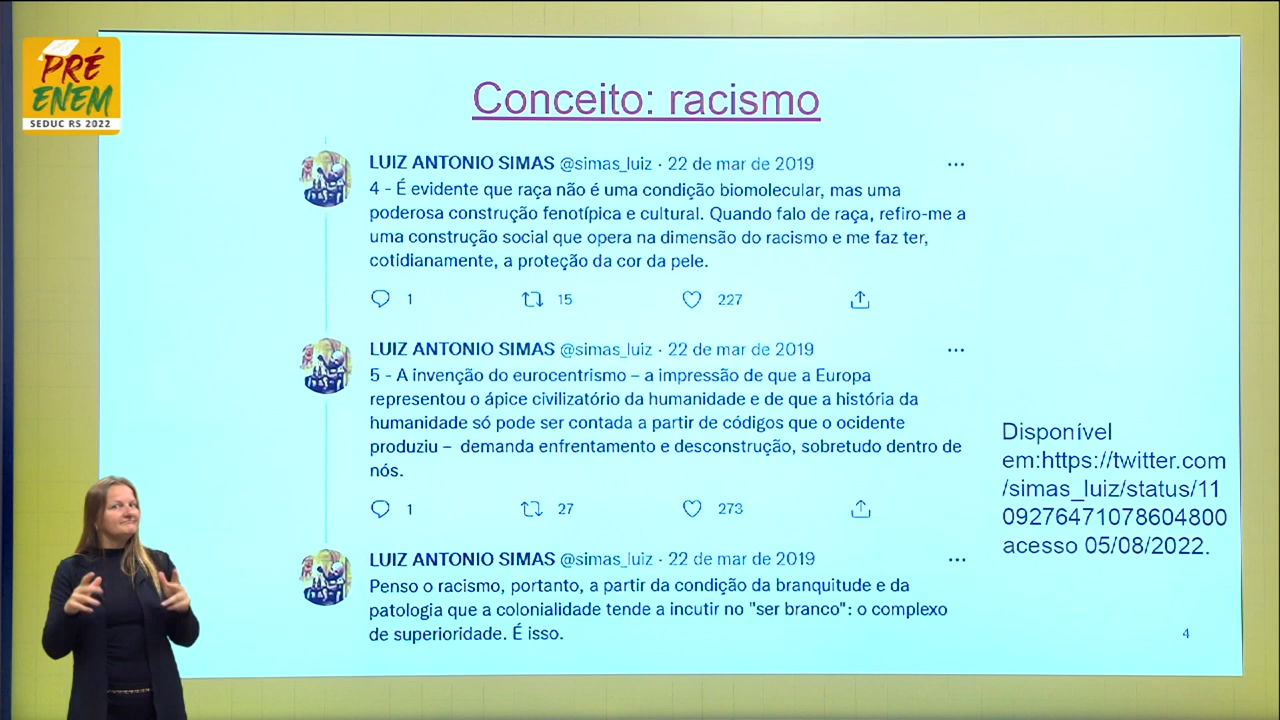 PRÉ
ENEM
SEDUC RS 2022
Conceito: racismo
LUIZ ANTONIO SIMAS @simas_luiz · 22 de mar de 2019
4 - É evidente que raça não é uma condição biomolecular, mas uma
poderosa construção fenotípica e cultural. Quando falo de raça, refiro-me a
uma construção social que opera na dimensão do racismo e me faz ter,
cotidianamente, a proteção da cor da pele.
1 15 227
LUIZ ANTONIO SIMAS @simas_luiz · 22 de mar de 2019
5 - A invenção do eurocentrismo – a impressão de que a Europa
representou o ápice civilizatório da humanidade e de que a história da
humanidade só pode ser contada a partir de códigos que o ocidente
produziu – demanda enfrentamento e desconstrução, sobretudo dentro de
nós.
1 27 273
LUIZ ANTONIO SIMAS @simas_luiz · 22 de mar de 2019
Penso o racismo, portanto, a partir da condição da branquitude e da
patologia que a colonialidade tende a incutir no "ser branco": o complexo
de superioridade. É isso.
Disponível
em:https://twitter.com
/simas_luiz/status/11
09276471078604800
acesso 05/08/2022.
4